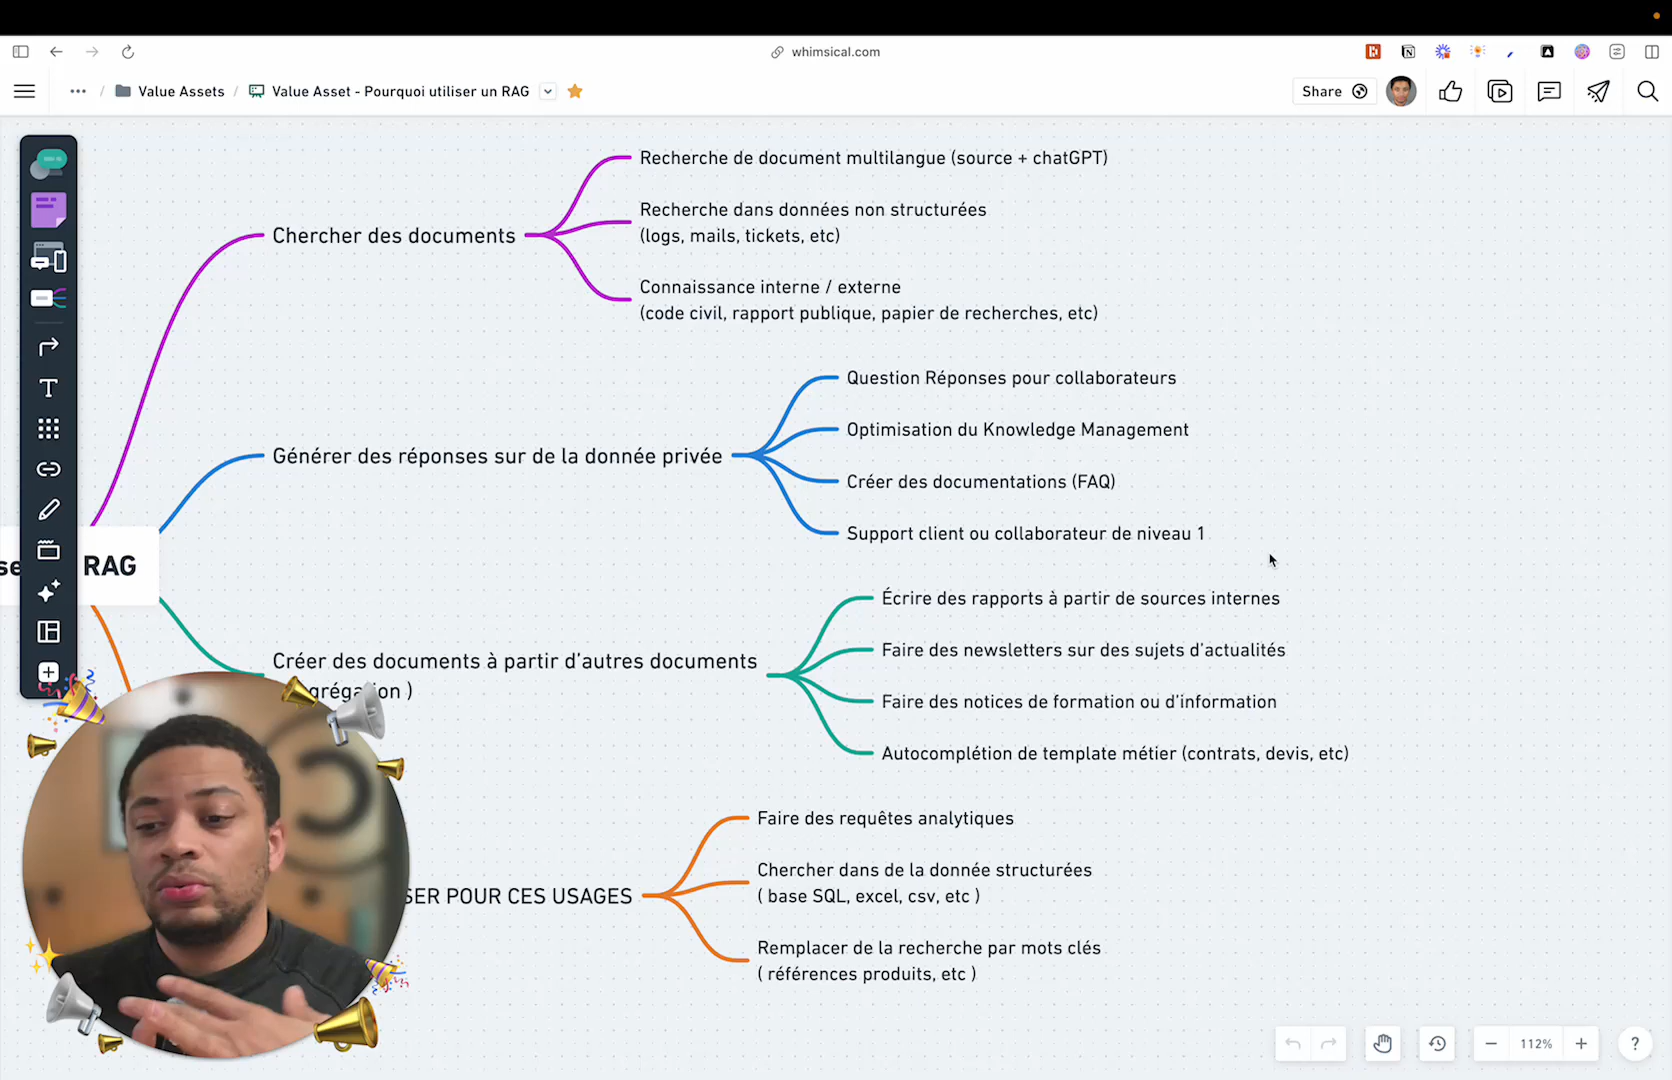 whimsical.com
Share
... / Value Assets / Value Asset - Pourquoi utiliser un RAG
Recherche de document multilangue (source + chatGPT)
Chercher des documents
Recherche dans données non structurées
(logs, mails, tickets, etc)
Connaissance interne / externe
(code civil, rapport publique, papier de recherches, etc)
Question Réponses pour collaborateurs
Générer des réponses sur de la donnée privée
Optimisation du Knowledge Management
Créer des documentations (FAQ)
Support client ou collaborateur de niveau 1
RAG
Écrire des rapports à partir de sources internes
Créer des documents à partir d’autres documents
Faire des newsletters sur des sujets d’actualités
Faire des notices de formation ou d’information
Autocomplétion de template métier (contrats, devis, etc)
Faire des requêtes analytiques
POUR CES USAGES
Chercher dans de la donnée structurées
( base SQL, excel, csv, etc )
Remplacer de la recherche par mots clés
( références produits, etc )
112%